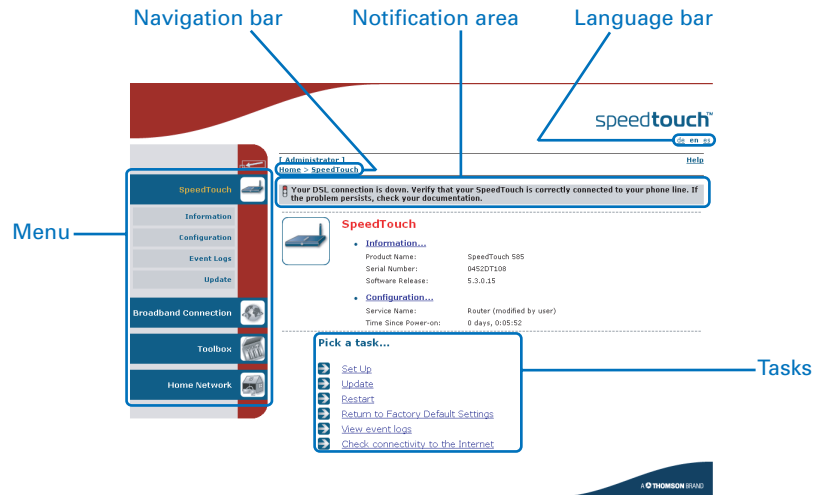 Navigation bar
Notification area
Language bar
speedtouch™
de en es
[ Administrator ]
Help
Home > SpeedTouch
Your DSL connection is down. Verify that your SpeedTouch is correctly connected to your phone line. If
the problem persists, check your documentation.
Menu
SpeedTouch
Information
Configuration
Event Logs
Update
Broadband Connection
Toolbox
Home Network
SpeedTouch
Information...
Product Name: SpeedTouch 585
Serial Number: 0452DT108
Software Release: 5.3.0.15
Configuration...
Service Name: Router (modified by user)
Time Since Power-on: 0 days, 0:05:52
Pick a task...
Set Up
Update
Restart
Return to Factory Default Settings
View event logs
Check connectivity to the Internet
Tasks
A THOMSON BRAND